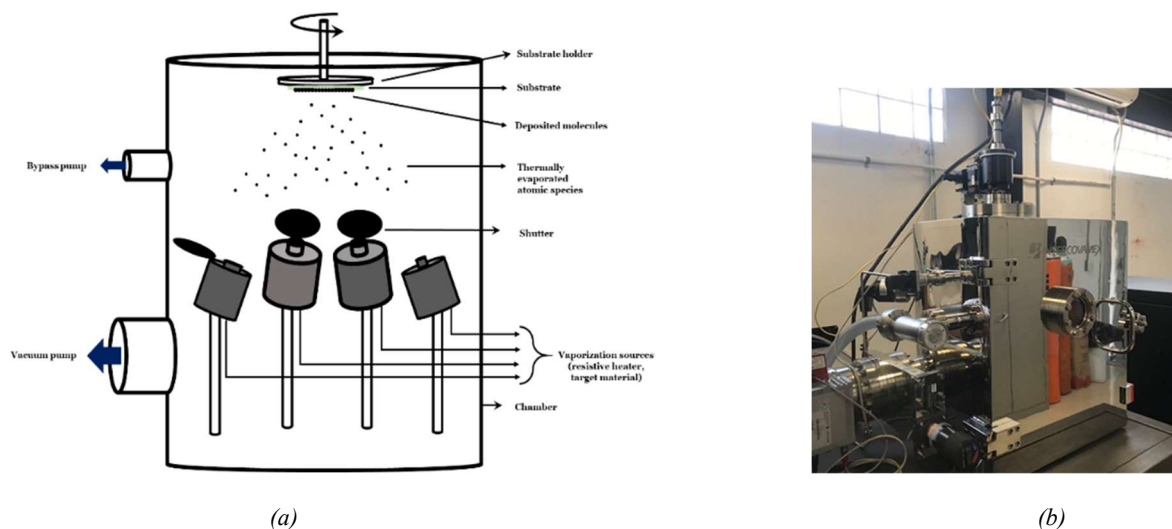 Substrate holder
Substrate
Deposited molecules
Bypass pump
Thermally
evaporated
atomic species
Shutter
Vacuum pump
Vaporization sources
(resistive heater,
target material)
Chamber
(a)
(b)